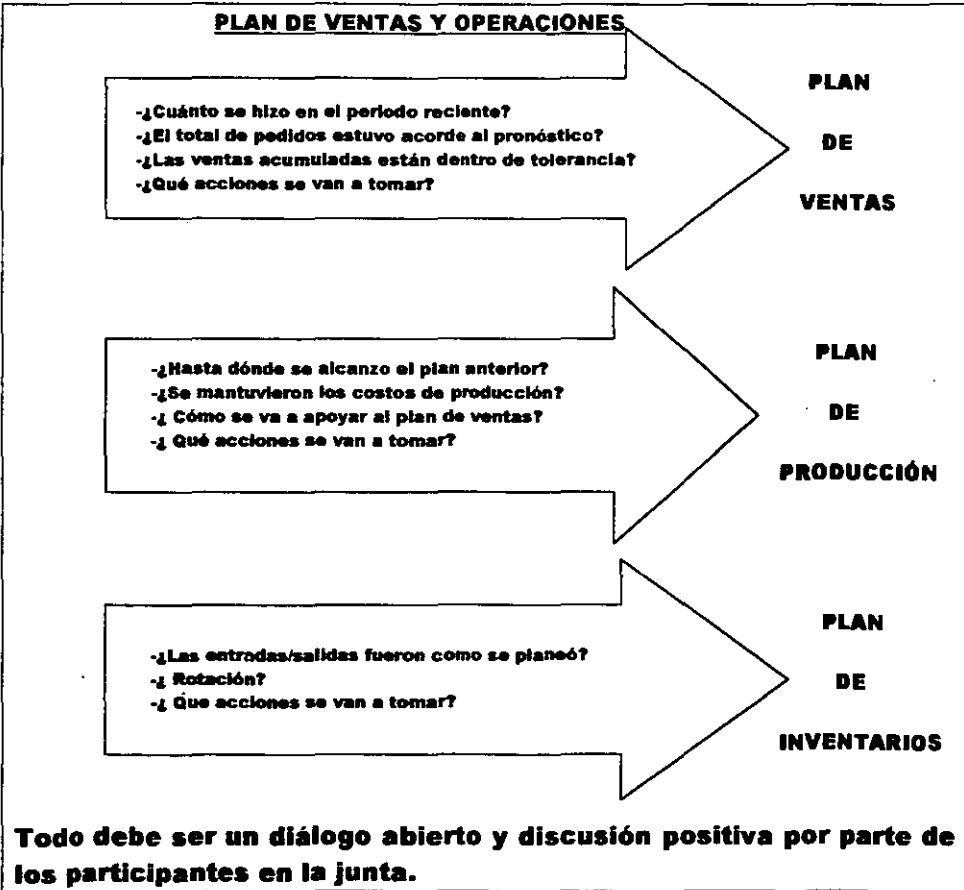 PLAN DE VENTAS Y OPERACIONES
-¿Cuánto se hizo en el periodo reciente?
-¿El total de pedidos estuvo acorde al pronóstico?
-¿Las ventas acumuladas están dentro de tolerancia?
-¿Qué acciones se van a tomar?
PLAN
DE
VENTAS
-¿Hasta dónde se alcanzo el plan anterior?
-¿Se mantuvieron los costos de producción?
-¿ Cómo se va a apoyar al plan de ventas?
-¿ Qué acciones se van a tomar?
PLAN
DE
PRODUCCIÓN
-¿Las entradas/salidas fueron como se planeó?
-¿ Rotación?
-¿ Que acciones se van a tomar?
PLAN
DE
INVENTARIOS
Todo debe ser un diálogo abierto y discusión positiva por parte de
los participantes en la junta.